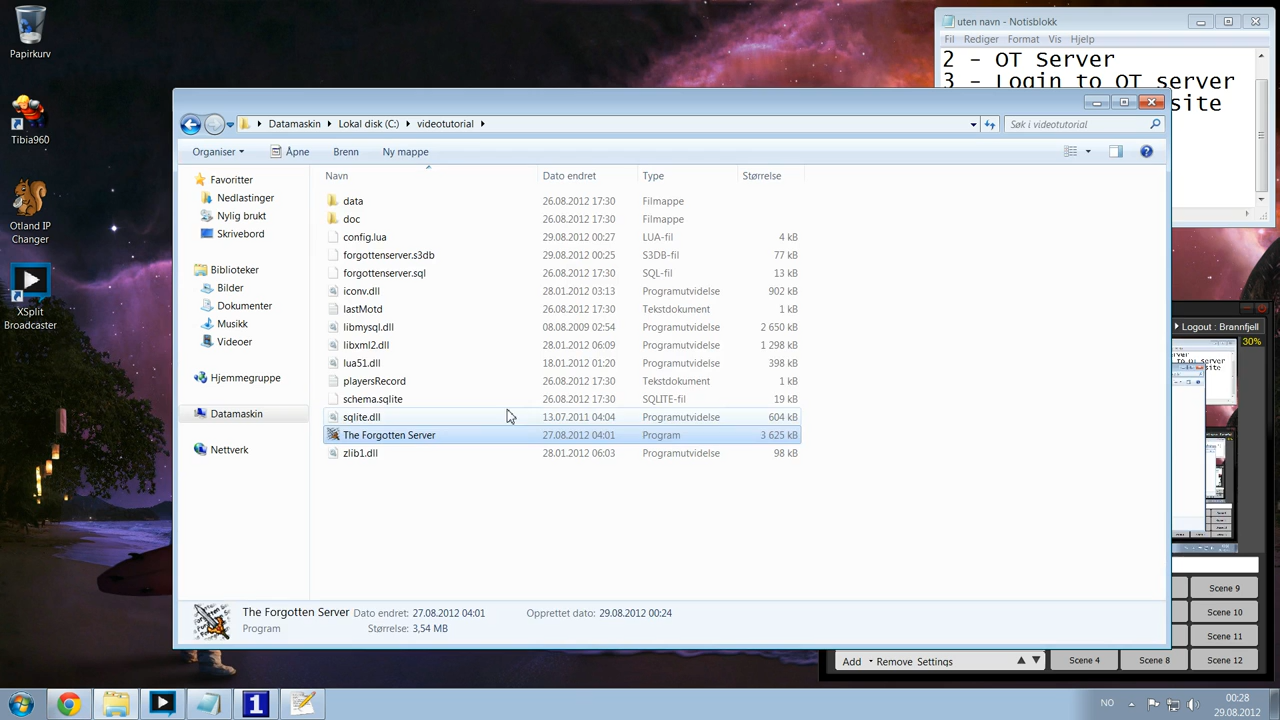 Papirkurv
Tibia960
Otland IP
Changer
XSplit
Broadcaster
uten navn - Notisblokk
Fil Rediger Format Vis Hjelp
2 - OT Server
3 - Login to OT server
site
Datamaskin Lokal disk (C:) videotutorial
Søk i videotutorial
Organiser Åpne Brenn Ny mappe
Favoritter
Nedlastinger
Nylig brukt
Skrivebord
Biblioteker
Bilder
Dokumenter
Musikk
Videoer
Hjemmegruppe
Datamaskin
Nettverk
Navn Dato endret Type Størrelse
data 26.08.2012 17:30 Filmappe
doc 26.08.2012 17:30 Filmappe
config.lua 29.08.2012 00:27 LUA-fil 4 kB
forgottenserver.s3db 29.08.2012 00:25 S3DB-fil 77 kB
forgottenserver.sql 26.08.2012 17:30 SQL-fil 13 kB
iconv.dll 28.01.2012 03:13 Programutvidelse 902 kB
lastMotd 26.08.2012 17:30 Tekstdokument 1 kB
libmysql.dll 08.08.2009 02:54 Programutvidelse 2 650 kB
libxml2.dll 28.01.2012 06:09 Programutvidelse 1 298 kB
lua51.dll 18.01.2012 01:20 Programutvidelse 398 kB
playersRecord 26.08.2012 17:30 Tekstdokument 1 kB
schema.sqlite 26.08.2012 17:30 SQLITE-fil 19 kB
sqlite.dll 13.07.2011 04:04 Programutvidelse 604 kB
The Forgotten Server 27.08.2012 04:01 Program 3 625 kB
zlib1.dll 28.01.2012 06:03 Programutvidelse 98 kB
The Forgotten Server Dato endret: 27.08.2012 04:01 Opprettet dato: 29.08.2012 00:24
Program Størrelse: 3,54 MB
Logout : Brannfjell
30%
Scene 9
Scene 10
Scene 11
Add Remove Settings Scene 4 Scene 8 Scene 12
1
NO
00:28
29.08.2012